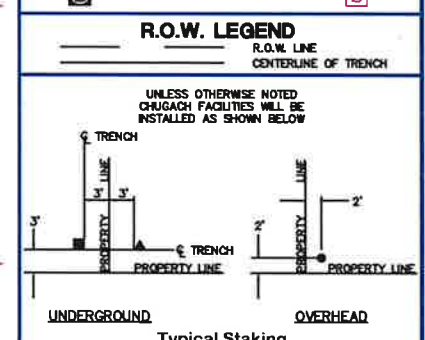 R.O.W. LEGEND
R.O.W. LINE
CENTERLINE OF TRENCH
UNLESS OTHERWISE NOTED
CHUGACH FACILITIES WILL BE
INSTALLED AS SHOWN BELOW
℄ TRENCH
PROPERTY LINE
3' 3'
3'
℄ TRENCH
PROPERTY LINE
UNDERGROUND
PROPERTY LINE
2'
2'
PROPERTY LINE
OVERHEAD
Typical Staking